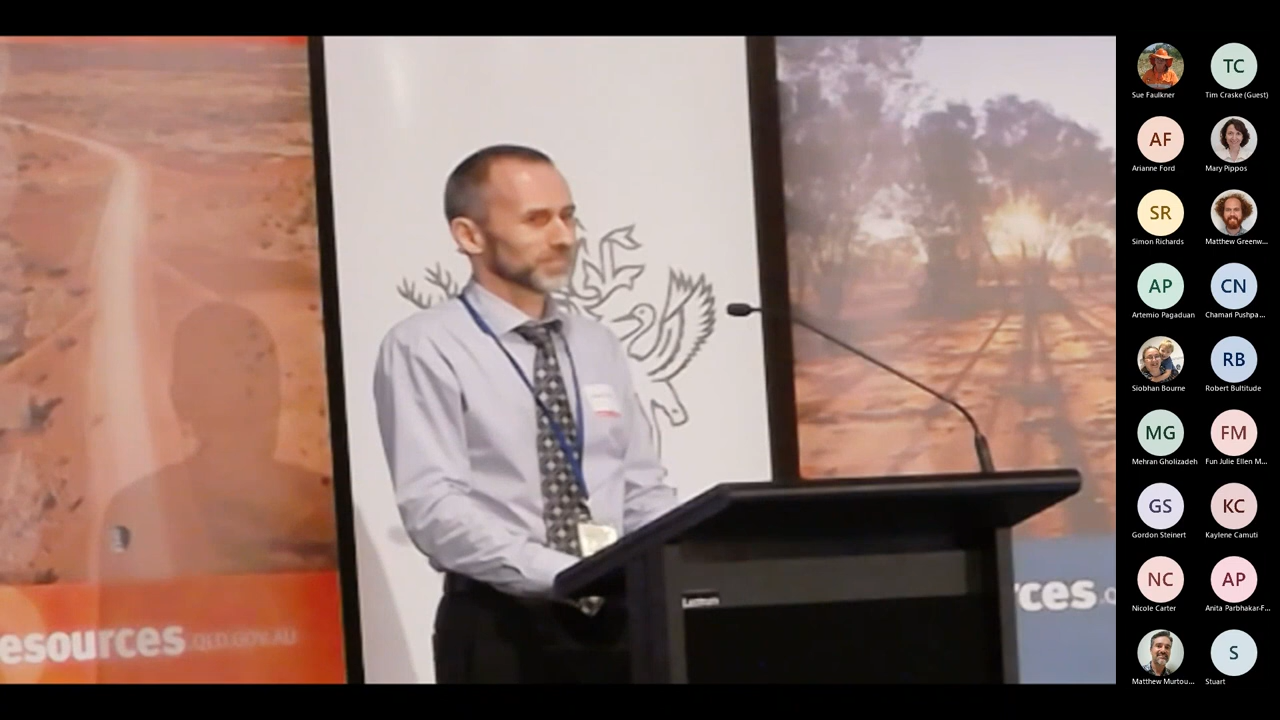 esources.QLD.GOV.AU
Lectrum
rces.
Sue Faulkner
TC
Tim Craske (Guest)
AF
Arianne Ford
Mary Pippos
SR
Simon Richards
Matthew Greenw...
AP
Artemio Pagaduan
CN
Chamari Pushpa...
Siobhan Bourne
RB
Robert Bultitude
MG
Mehran Gholizadeh
FM
Fun Julie Ellen M...
GS
Gordon Steinert
KC
Kaylene Camuti
NC
Nicole Carter
AP
Anita Parbhakar-F...
Matthew Murtou...
S
Stuart